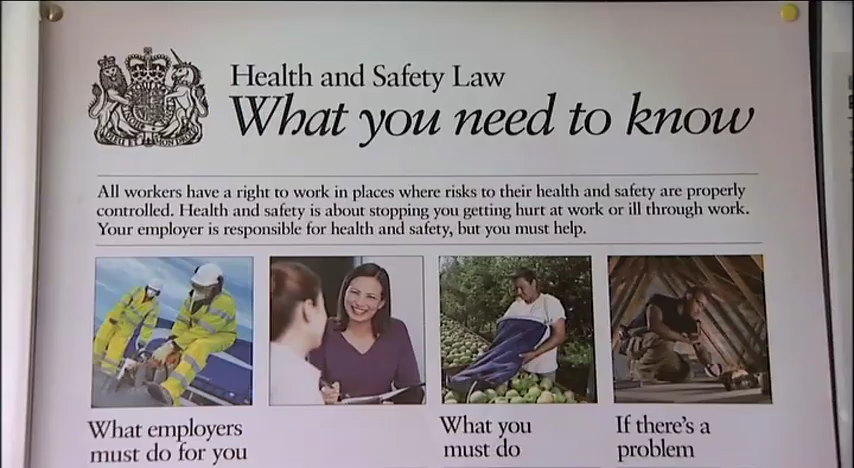 Health and Safety Law
What you need to know
All workers have a right to work in places where risks to their health and safety are properly
controlled. Health and safety is about stopping you getting hurt at work or ill through work.
Your employer is responsible for health and safety, but you must help.
What employers
must do for you
What you
must do
If there's a
problem